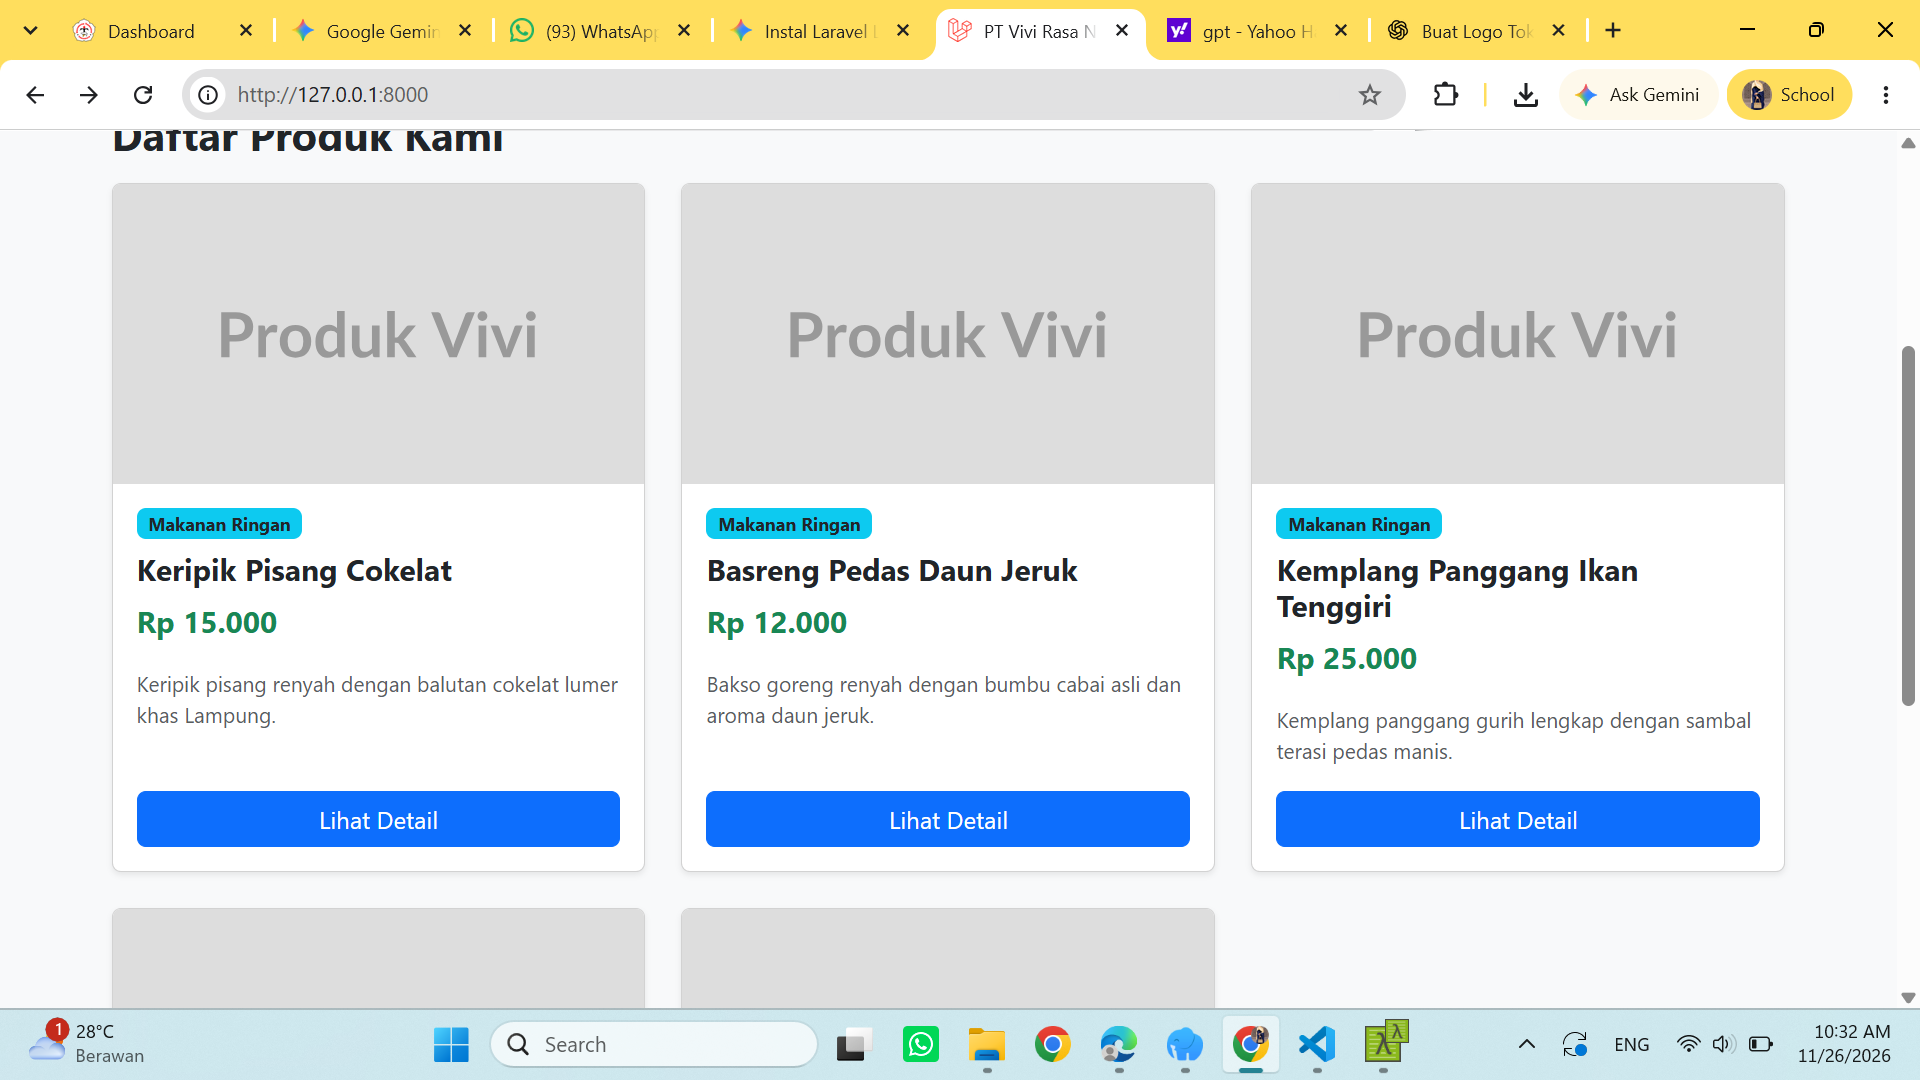 Dashboard
Google Gemin
(93) WhatsApp
Instal Laravel L
PT Vivi Rasa N
gpt - Yahoo H
Buat Logo Tok
http://127.0.0.1:8000
Ask Gemini
School
Daftar Produk Kami
Produk Vivi
Produk Vivi
Produk Vivi
Makanan Ringan
Keripik Pisang Cokelat
Rp 15.000
Keripik pisang renyah dengan balutan cokelat lumer
khas Lampung.
Lihat Detail
Makanan Ringan
Basreng Pedas Daun Jeruk
Rp 12.000
Bakso goreng renyah dengan bumbu cabai asli dan
aroma daun jeruk.
Lihat Detail
Makanan Ringan
Kemplang Panggang Ikan
Tenggiri
Rp 25.000
Kemplang panggang gurih lengkap dengan sambal
terasi pedas manis.
Lihat Detail
1
28°C
Berawan
Search
ENG
10:32 AM
11/26/2026